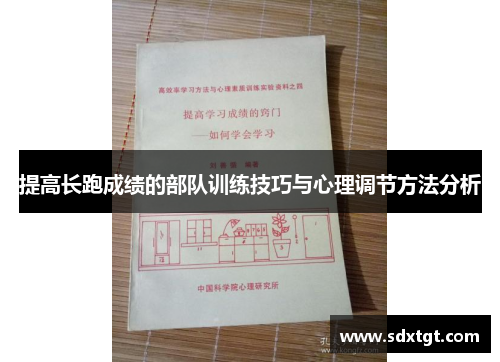 高效率学习方法与心理素质训练实验资料之四
提高学习成绩的窍门
——如何学会学习
编著
提高长跑成绩的部队训练技巧与心理调节方法分析
中国科学院心理研究所
www.sdxtgt.com